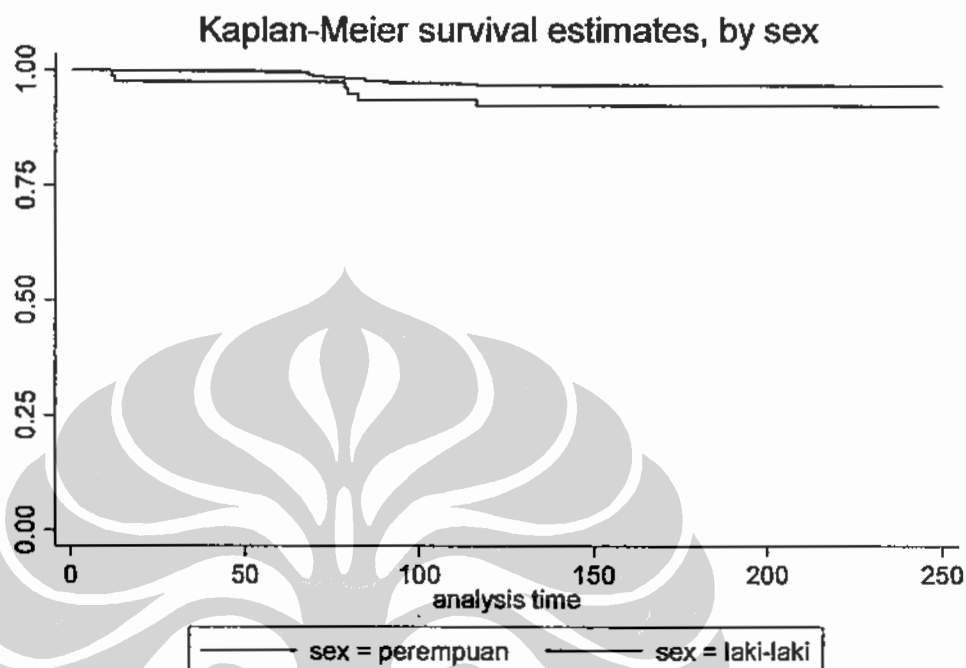 Kaplan-Meier survival estimates, by sex
1.00
0.75
0.50
0.25
0.00
0 50 100 150 200 250
analysis time
sex = perempuan sex = laki-laki